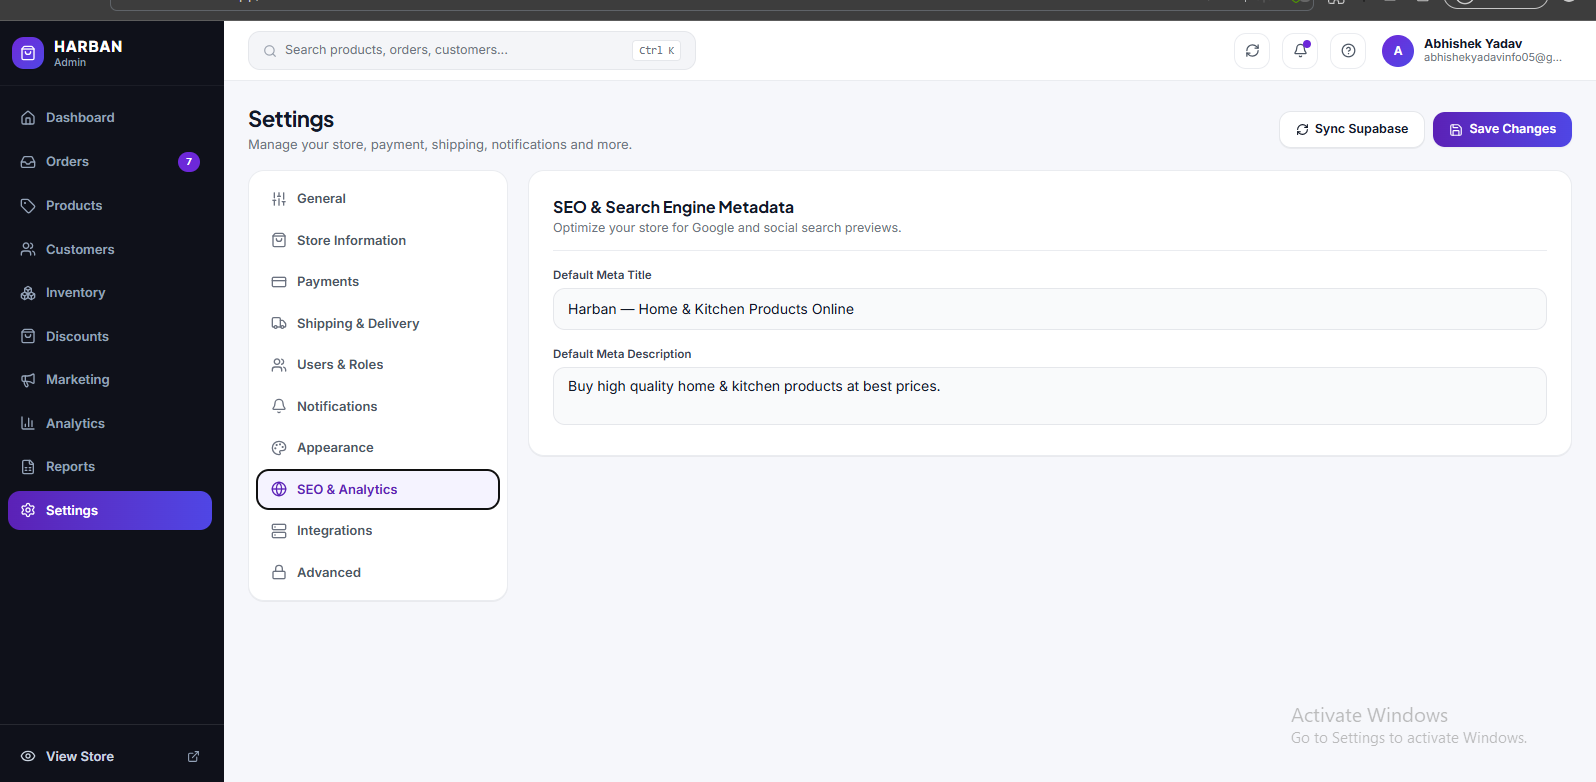 HARBAN
Admin
Search products, orders, customers...
Ctrl K
A
Abhishek Yadav
abhishekyadavinfo05@g...
Dashboard
Orders
7
Products
Customers
Inventory
Discounts
Marketing
Analytics
Reports
Settings
View Store
Settings
Manage your store, payment, shipping, notifications and more.
Sync Supabase
Save Changes
General
Store Information
Payments
Shipping & Delivery
Users & Roles
Notifications
Appearance
SEO & Analytics
Integrations
Advanced
SEO & Search Engine Metadata
Optimize your store for Google and social search previews.
Default Meta Title
Harban — Home & Kitchen Products Online
Default Meta Description
Buy high quality home & kitchen products at best prices.
Activate Windows
Go to Settings to activate Windows.